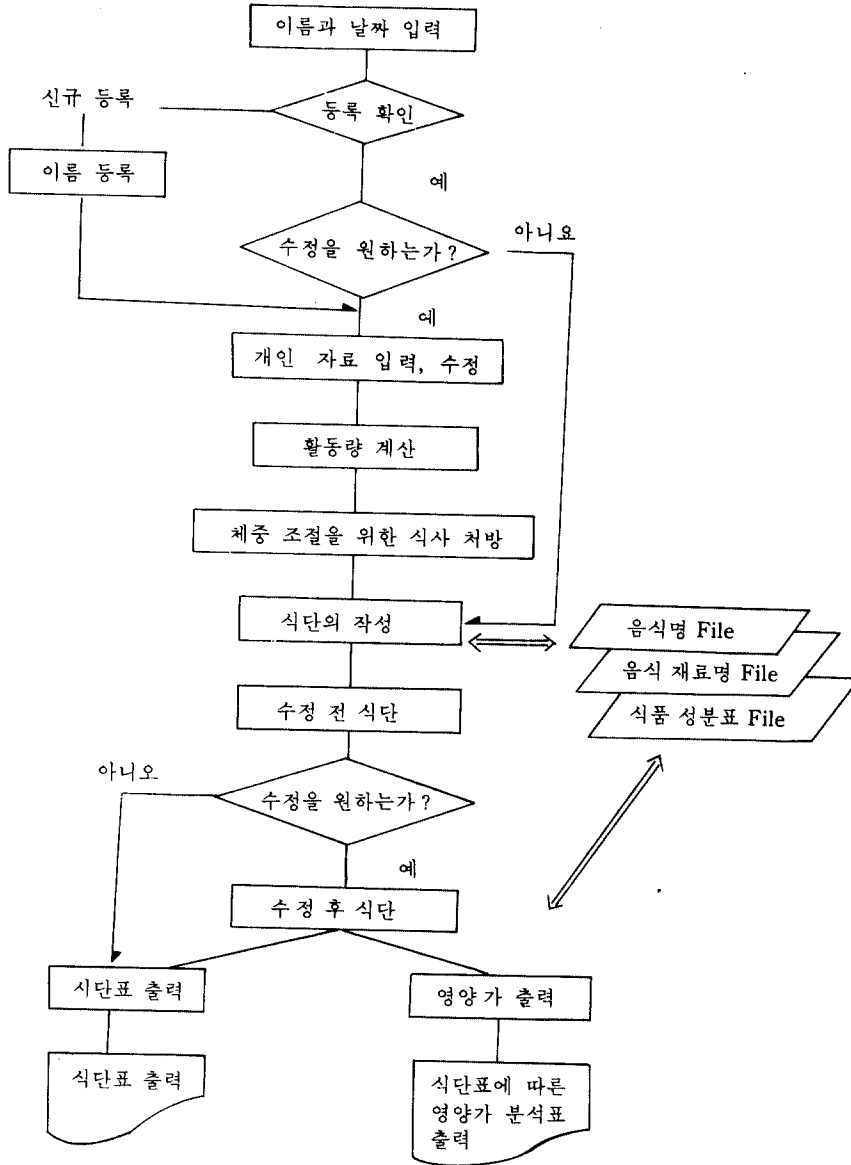 이름과 날짜 입력
신규 등록
등록 확인
이름 등록
예
수정을 원하는가?
아니요
예
개인 자료 입력, 수정
활동량 계산
체중 조절을 위한 식사 처방
식단의 작성
음식명 File
음식 재료명 File
식품 성분표 File
수정 전 식단
아니오
수정을 원하는가?
예
수정 후 식단
시단표 출력
영양가 출력
식단표 출력
식단표에 따른
영양가 분석표
출력